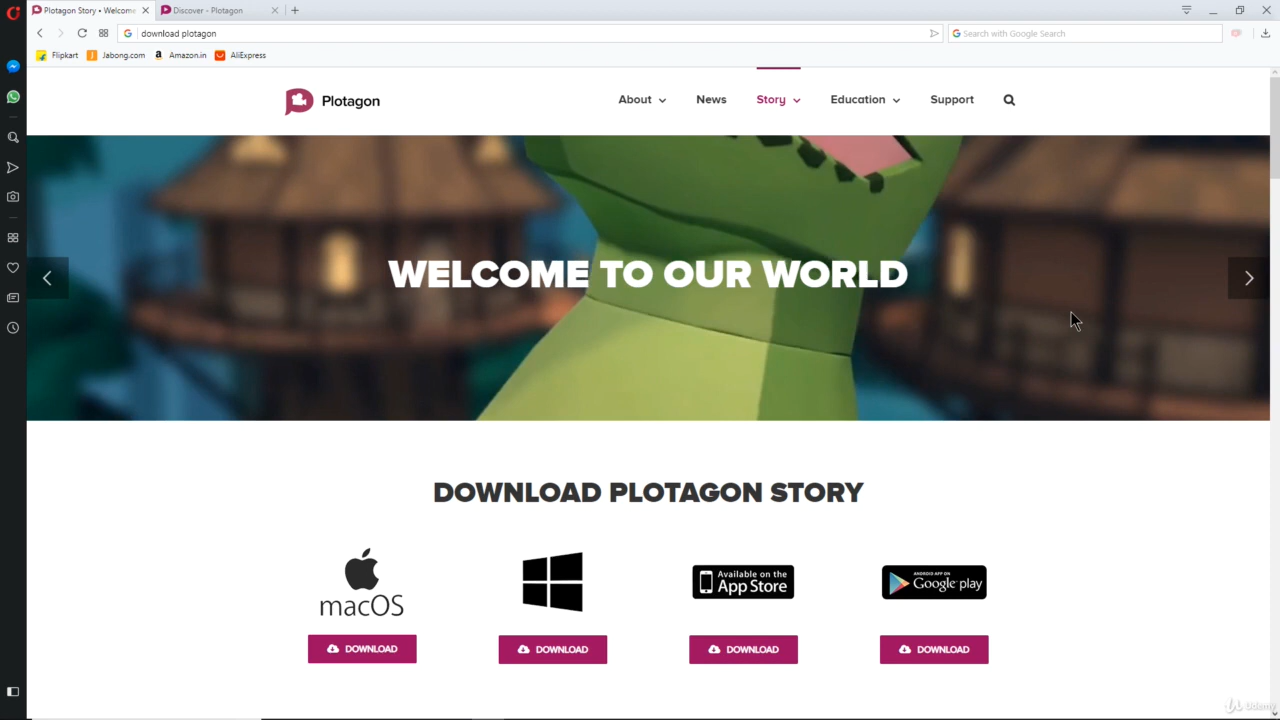 Plotagon Story • Welcome
Discover - Plotagon
download plotagon
Search with Google Search
Flipkart
Jabong.com
Amazon.in
AliExpress
Plotagon
About
News
Story
Education
Support
WELCOME TO OUR WORLD
DOWNLOAD PLOTAGON STORY
macOS
Available on the
App Store
ANDROID APP ON
Google play
DOWNLOAD
DOWNLOAD
DOWNLOAD
DOWNLOAD
Udemy